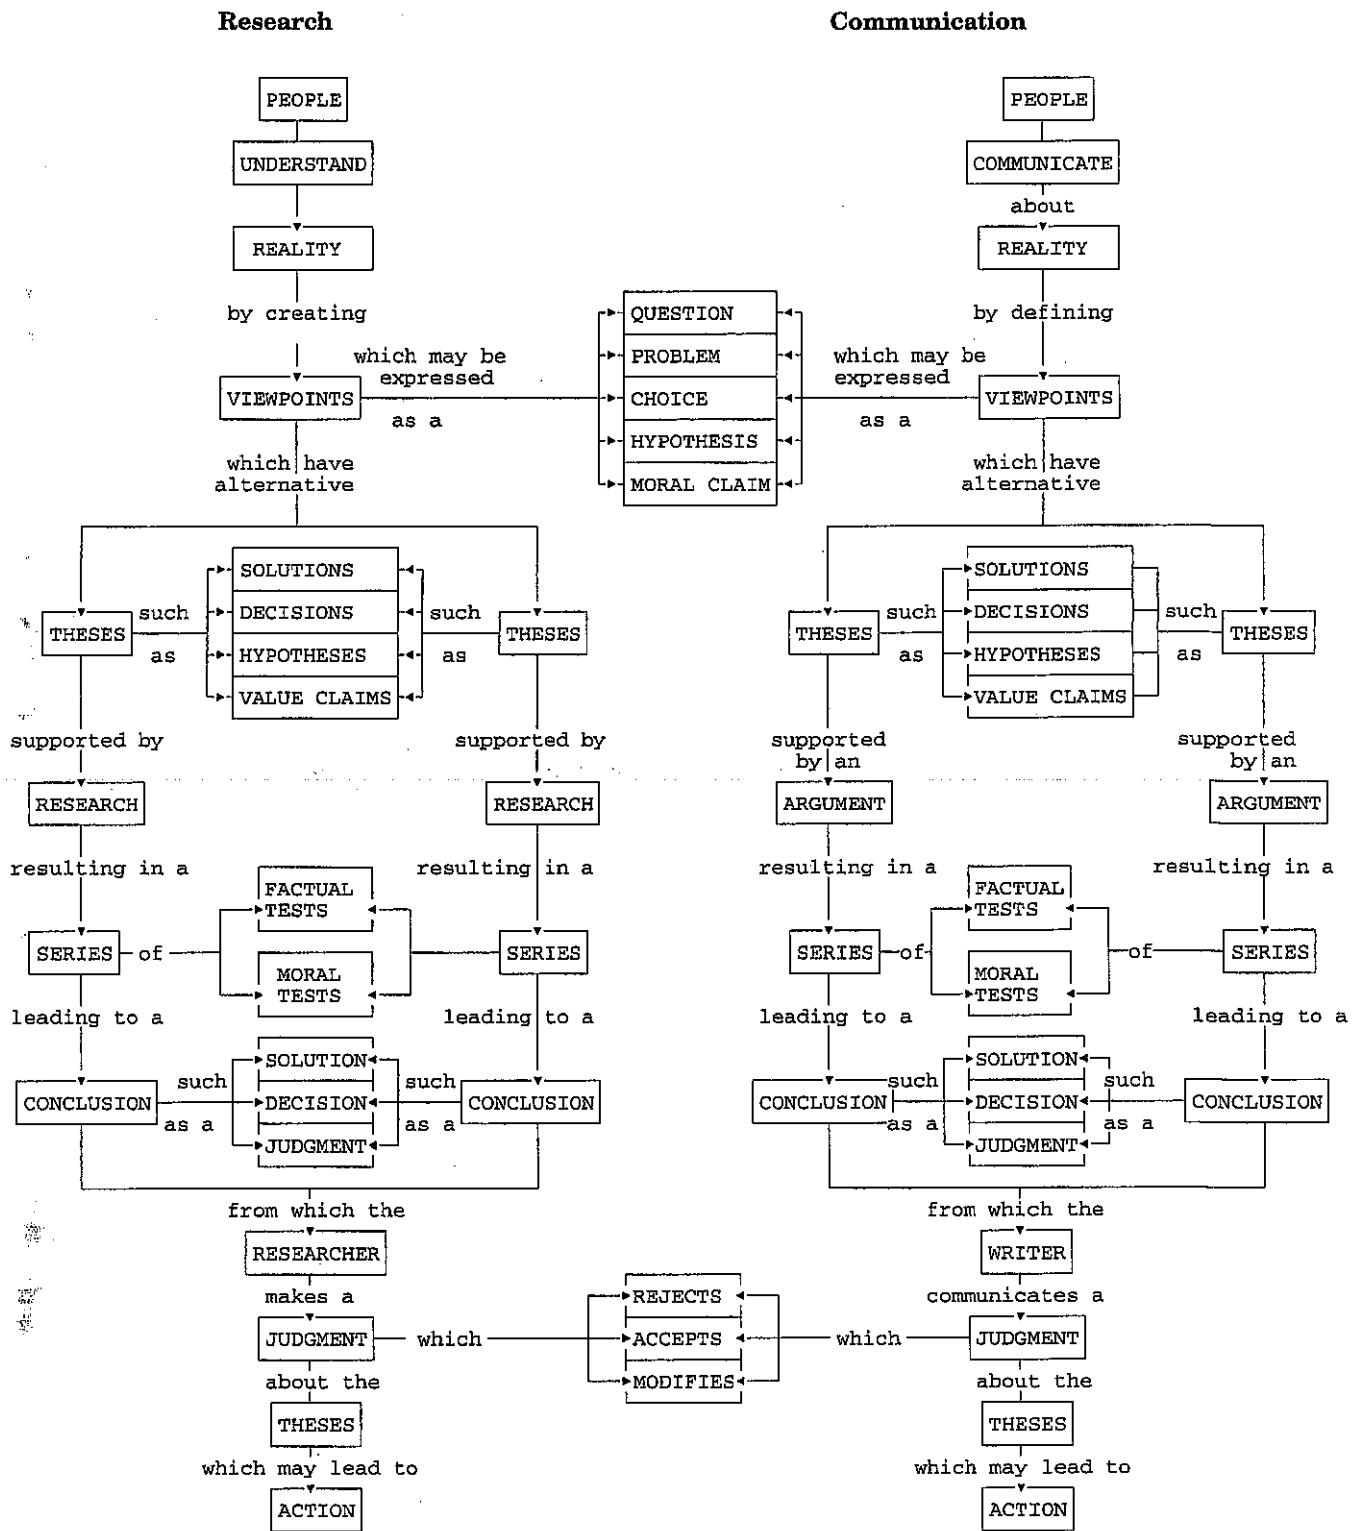 Research
Communication
PEOPLE
PEOPLE
UNDERSTAND
COMMUNICATE
about
REALITY
REALITY
by creating
by defining
QUESTION
PROBLEM
CHOICE
HYPOTHESIS
MORAL CLAIM
which may be
expressed
as a
which may be
expressed
as a
VIEWPOINTS
VIEWPOINTS
which have
alternative
which have
alternative
SOLUTIONS
DECISIONS
HYPOTHESES
VALUE CLAIMS
SOLUTIONS
DECISIONS
HYPOTHESES
VALUE CLAIMS
THESES
such
as
such
as
THESES
THESES
such
as
such
as
THESES
supported by
supported by
supported
by an
supported
by an
RESEARCH
RESEARCH
ARGUMENT
ARGUMENT
resulting in a
resulting in a
resulting in a
resulting in a
FACTUAL
TESTS
FACTUAL
TESTS
SERIES
of
SERIES
SERIES
of
of
SERIES
MORAL
TESTS
MORAL
TESTS
leading to a
leading to a
leading to a
leading to a
SOLUTION
DECISION
JUDGMENT
SOLUTION
DECISION
JUDGMENT
CONCLUSION
such
as a
such
as a
CONCLUSION
CONCLUSION
such
as a
such
as a
CONCLUSION
from which the
from which the
RESEARCHER
WRITER
makes a
communicates a
REJECTS
ACCEPTS
MODIFIES
JUDGMENT
which
which
JUDGMENT
about the
about the
THESES
THESES
which may lead to
which may lead to
ACTION
ACTION